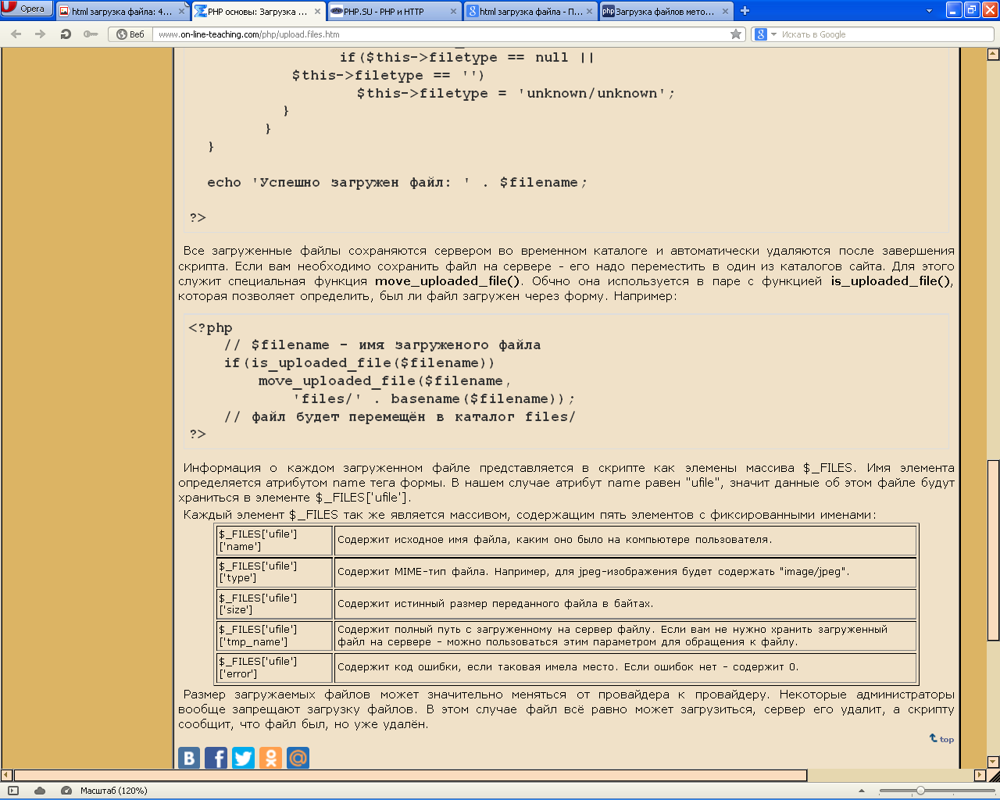 Opera
html загрузка файла: 4...
PHP основы: Загрузка ...
PHP.SU - PHP и HTTP
html загрузка файла - П...
php Загрузка файлов мето...
Веб
www.on-line-teaching.com/php/upload.files.htm
Искать в Google
if($this->filetype == null ||
$this->filetype == '')
$this->filetype = 'unknown/unknown';
}
}
}
echo 'Успешно загружен файл: ' . $filename;
?>
Все загруженные файлы сохраняются сервером во временном каталоге и автоматически удаляются после завершения
скрипта. Если вам необходимо сохранить файл на сервере - его надо переместить в один из каталогов сайта. Для этого
служит специальная функция move_uploaded_file(). Обчно она используется в паре с функцией is_uploaded_file(),
которая позволяет определить, был ли файл загружен через форму. Например:
<?php
// $filename - имя загруженого файла
if(is_uploaded_file($filename))
move_uploaded_file($filename,
'files/' . basename($filename));
// файл будет перемещён в каталог files/
?>
Информация о каждом загруженном файле представляется в скрипте как элемены массива $_FILES. Имя элемента
определяется атрибутом name тега формы. В нашем случае атрибут name равен "ufile", значит данные об этом файле будут
храниться в элементе $_FILES['ufile'].
Каждый элемент $_FILES так же является массивом, содержащим пять элементов с фиксированными именами:
$_FILES['ufile']
['name']
Содержит исходное имя файла, каким оно было на компьютере пользователя.
$_FILES['ufile']
['type']
Содержит MIME-тип файла. Например, для jpeg-изображения будет содержать "image/jpeg".
$_FILES['ufile']
['size']
Содержит истинный размер переданного файла в байтах.
$_FILES['ufile']
['tmp_name']
Содержит полный путь с загруженному на сервер файлу. Если вам не нужно хранить загруженный
файл на сервере - можно пользоваться этим параметром для обращения к файлу.
$_FILES['ufile']
['error']
Содержит код ошибки, если таковая имела место. Если ошибок нет - содержит 0.
Размер загружаемых файлов может значительно меняться от провайдера к провайдеру. Некоторые администраторы
вообще запрещают загрузку файлов. В этом случае файл всё равно может загрузиться, сервер его удалит, а скрипту
сообщит, что файл был, но уже удалён.
top
Масштаб (120%)